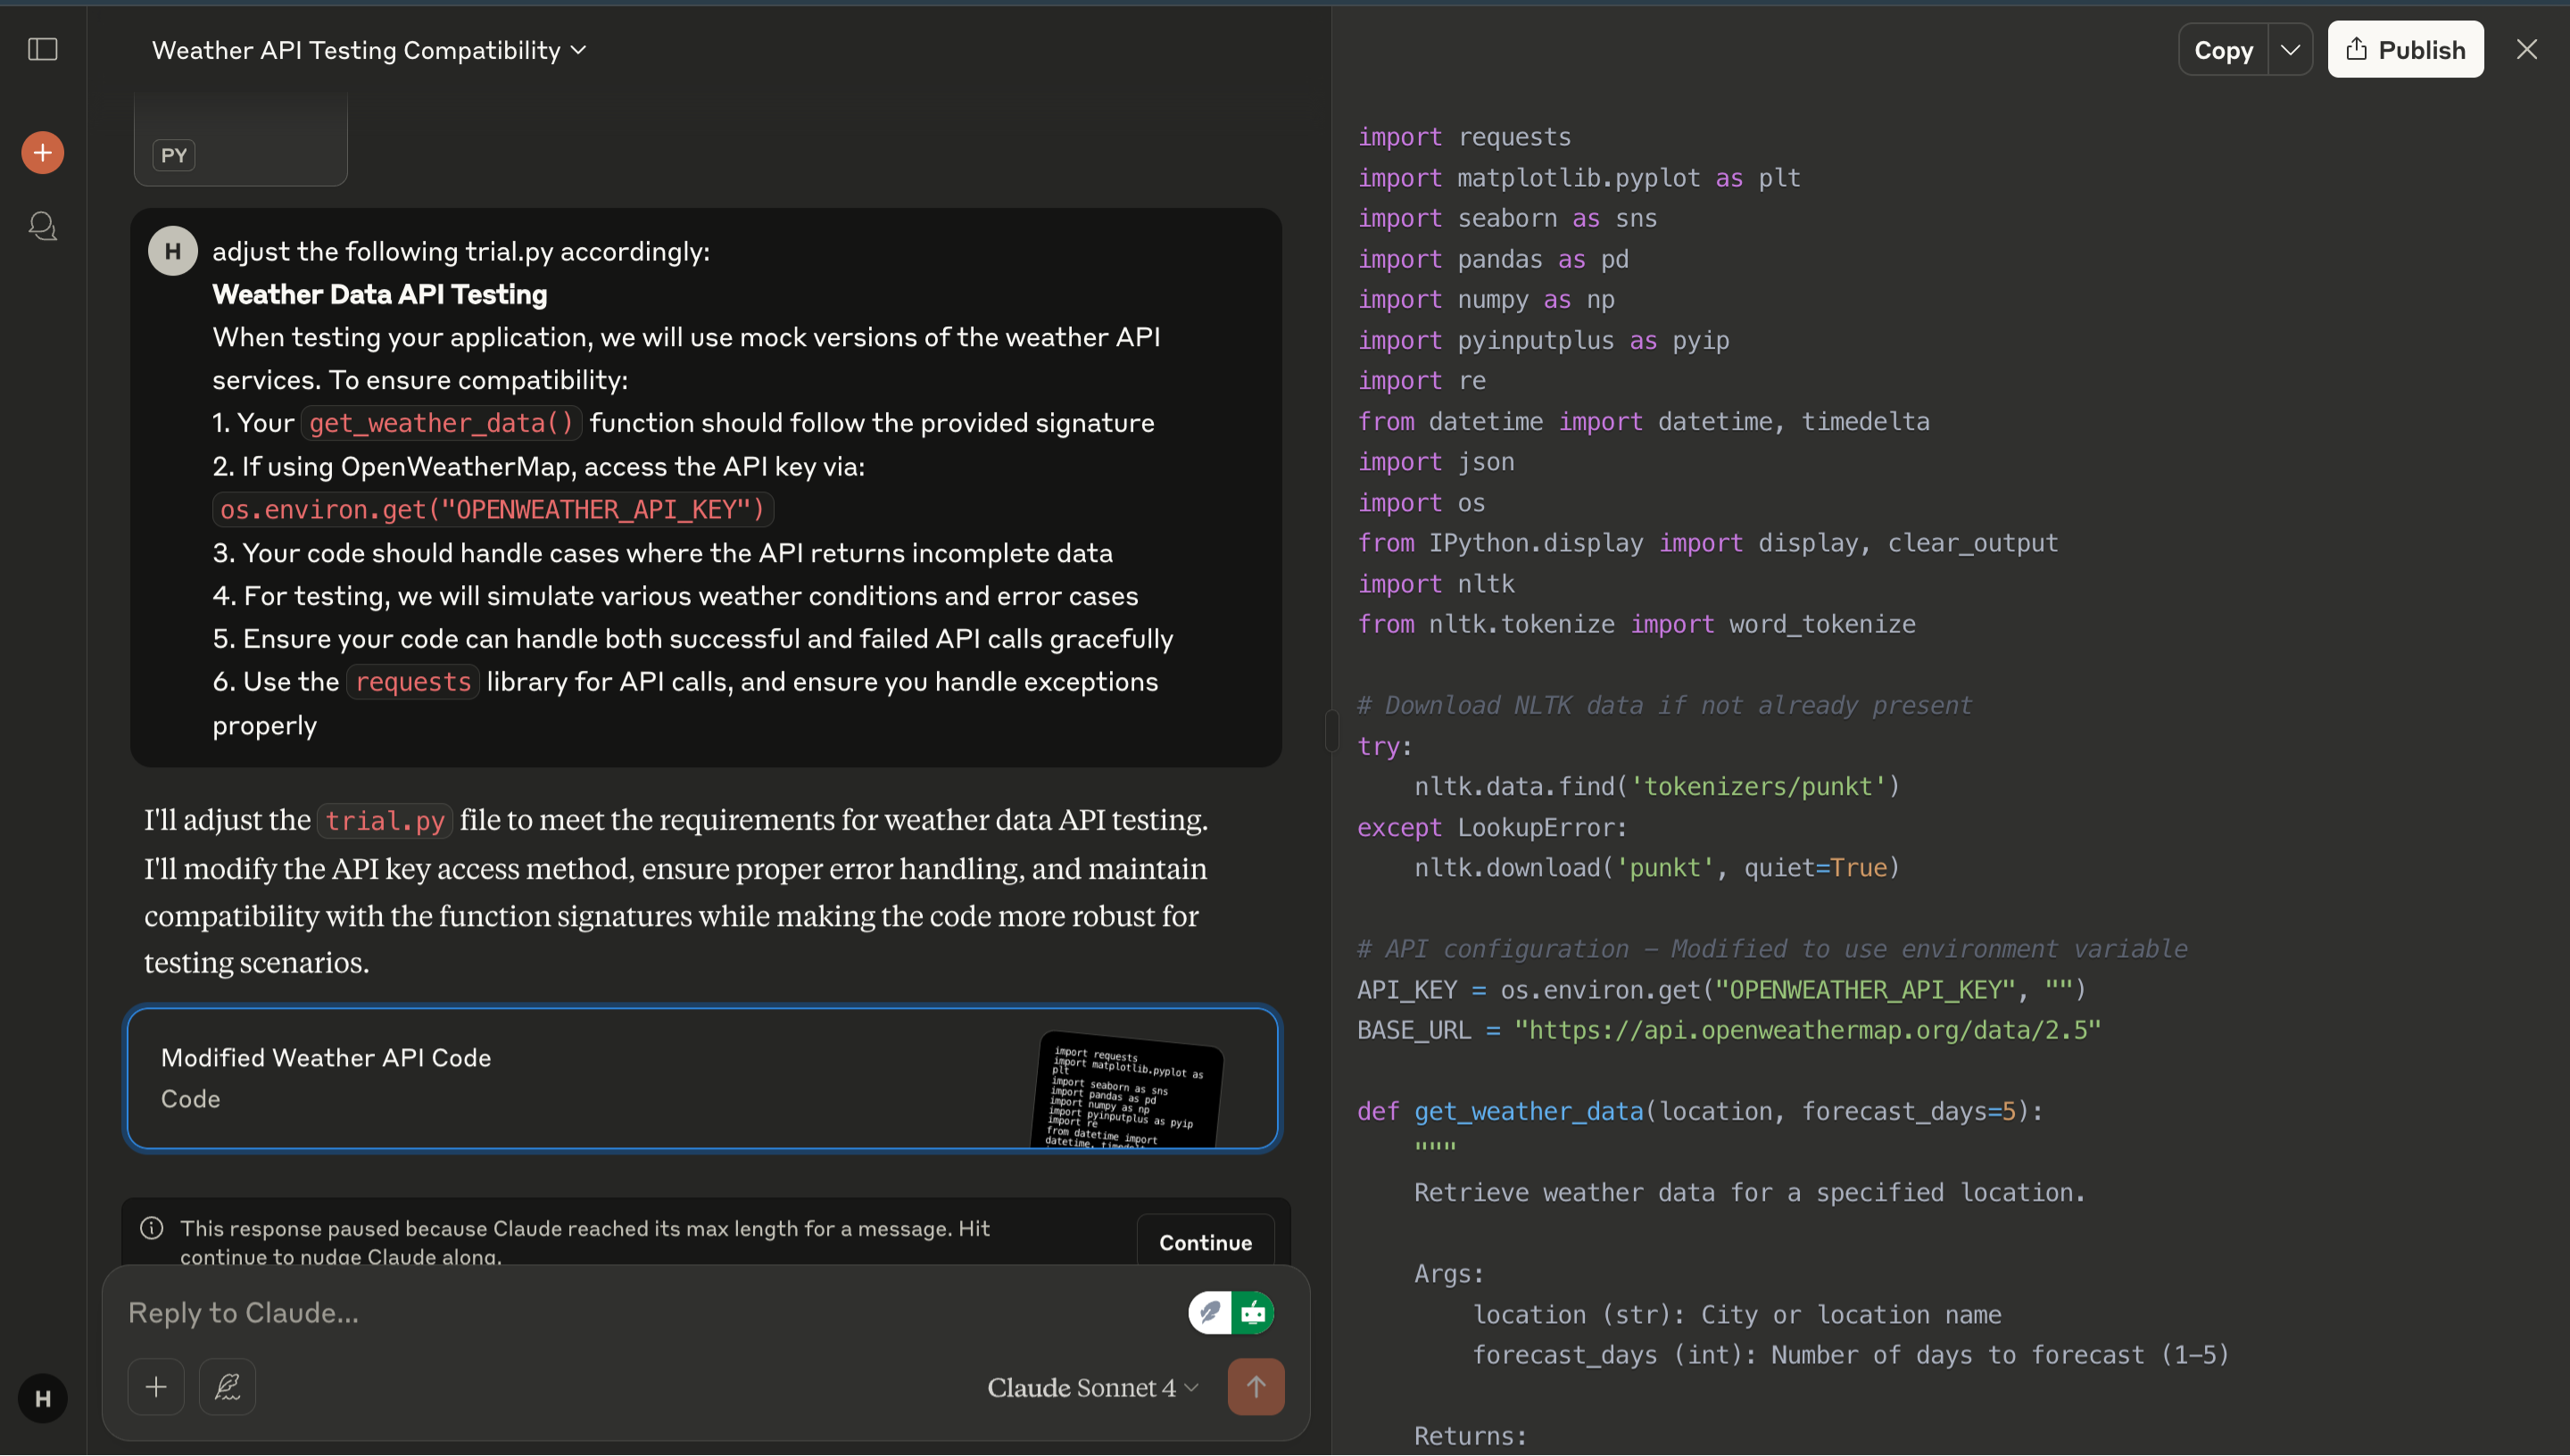 Weather API Testing Compatibility
PY
H
adjust the following trial.py accordingly:
Weather Data API Testing
When testing your application, we will use mock versions of the weather API
services. To ensure compatibility:
1. Your get_weather_data() function should follow the provided signature
2. If using OpenWeatherMap, access the API key via:
os.environ.get("OPENWEATHER_API_KEY")
3. Your code should handle cases where the API returns incomplete data
4. For testing, we will simulate various weather conditions and error cases
5. Ensure your code can handle both successful and failed API calls gracefully
6. Use the requests library for API calls, and ensure you handle exceptions
properly
I'll adjust the trial.py file to meet the requirements for weather data API testing.
I'll modify the API key access method, ensure proper error handling, and maintain
compatibility with the function signatures while making the code more robust for
testing scenarios.
Modified Weather API Code
Code
import requests
import matplotlib.pyplot as
plt
import seaborn as sns
import pandas as pd
import numpy as np
import pyinputplus as pyip
import re
from datetime import
datetime, timedelt
This response paused because Claude reached its max length for a message. Hit
continue to nudge Claude along.
Continue
Reply to Claude...
Claude Sonnet 4
H
Copy
Publish
import requests
import matplotlib.pyplot as plt
import seaborn as sns
import pandas as pd
import numpy as np
import pyinputplus as pyip
import re
from datetime import datetime, timedelta
import json
import os
from IPython.display import display, clear_output
import nltk
from nltk.tokenize import word_tokenize
# Download NLTK data if not already present
try:
    nltk.data.find('tokenizers/punkt')
except LookupError:
    nltk.download('punkt', quiet=True)
# API configuration – Modified to use environment variable
API_KEY = os.environ.get("OPENWEATHER_API_KEY", "")
BASE_URL = "https://api.openweathermap.org/data/2.5"
def get_weather_data(location, forecast_days=5):
    """
    Retrieve weather data for a specified location.
    Args:
        location (str): City or location name
        forecast_days (int): Number of days to forecast (1–5)
    Returns: